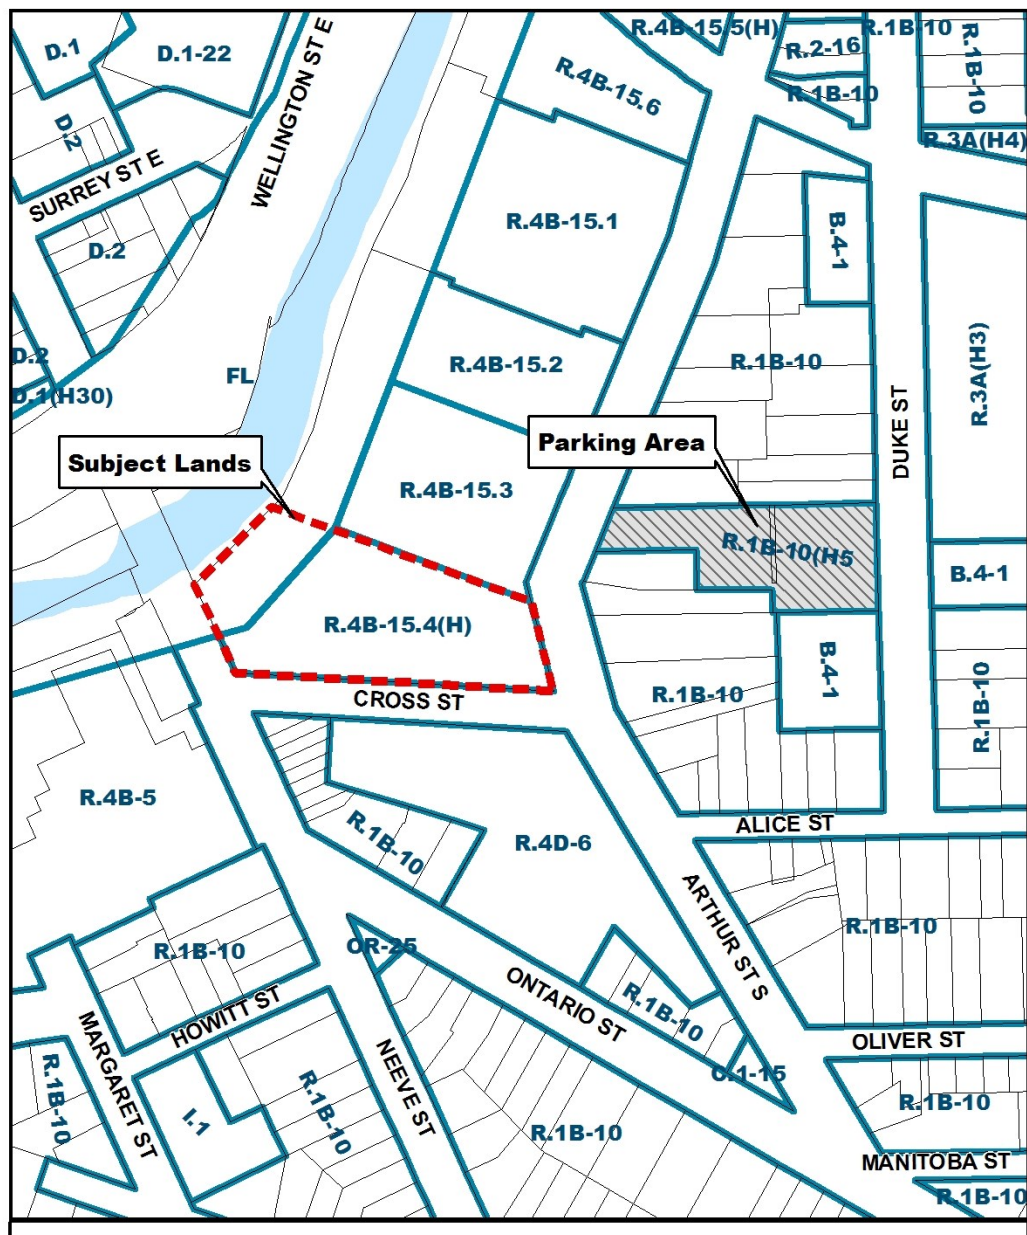 R.4B-15.5(H)
R.1B-10
D.1
D.1-22
R.2-16
R.1B-10
WELLINGTON ST E
R.4B-15.6
R.1B-10
D.2
R.3A(H4)
SURREY ST E
R.4B-15.1
B.4-1
D.2
D.2
R.4B-15.2
R.1B-10
R.3A(H3)
FL
D.1(H30)
DUKE ST
Parking Area
Subject Lands
R.4B-15.3
R.1B-10(H5
B.4-1
R.4B-15.4(H)
B.4-1
R.1B-10
R.1B-10
CROSS ST
R.4B-5
ALICE ST
R.1B-10
R.4D-6
ARTHUR ST S
R.1B-10
OR-25
R.1B-10
ONTARIO ST
R.1B-10
HOWITT ST
OLIVER ST
MARGARET ST
NEEVE ST
C.1-15
R.1B-10
R.1B-10
R.1B-10
I.1
R.1B-10
MANITOBA ST
R.1B-10